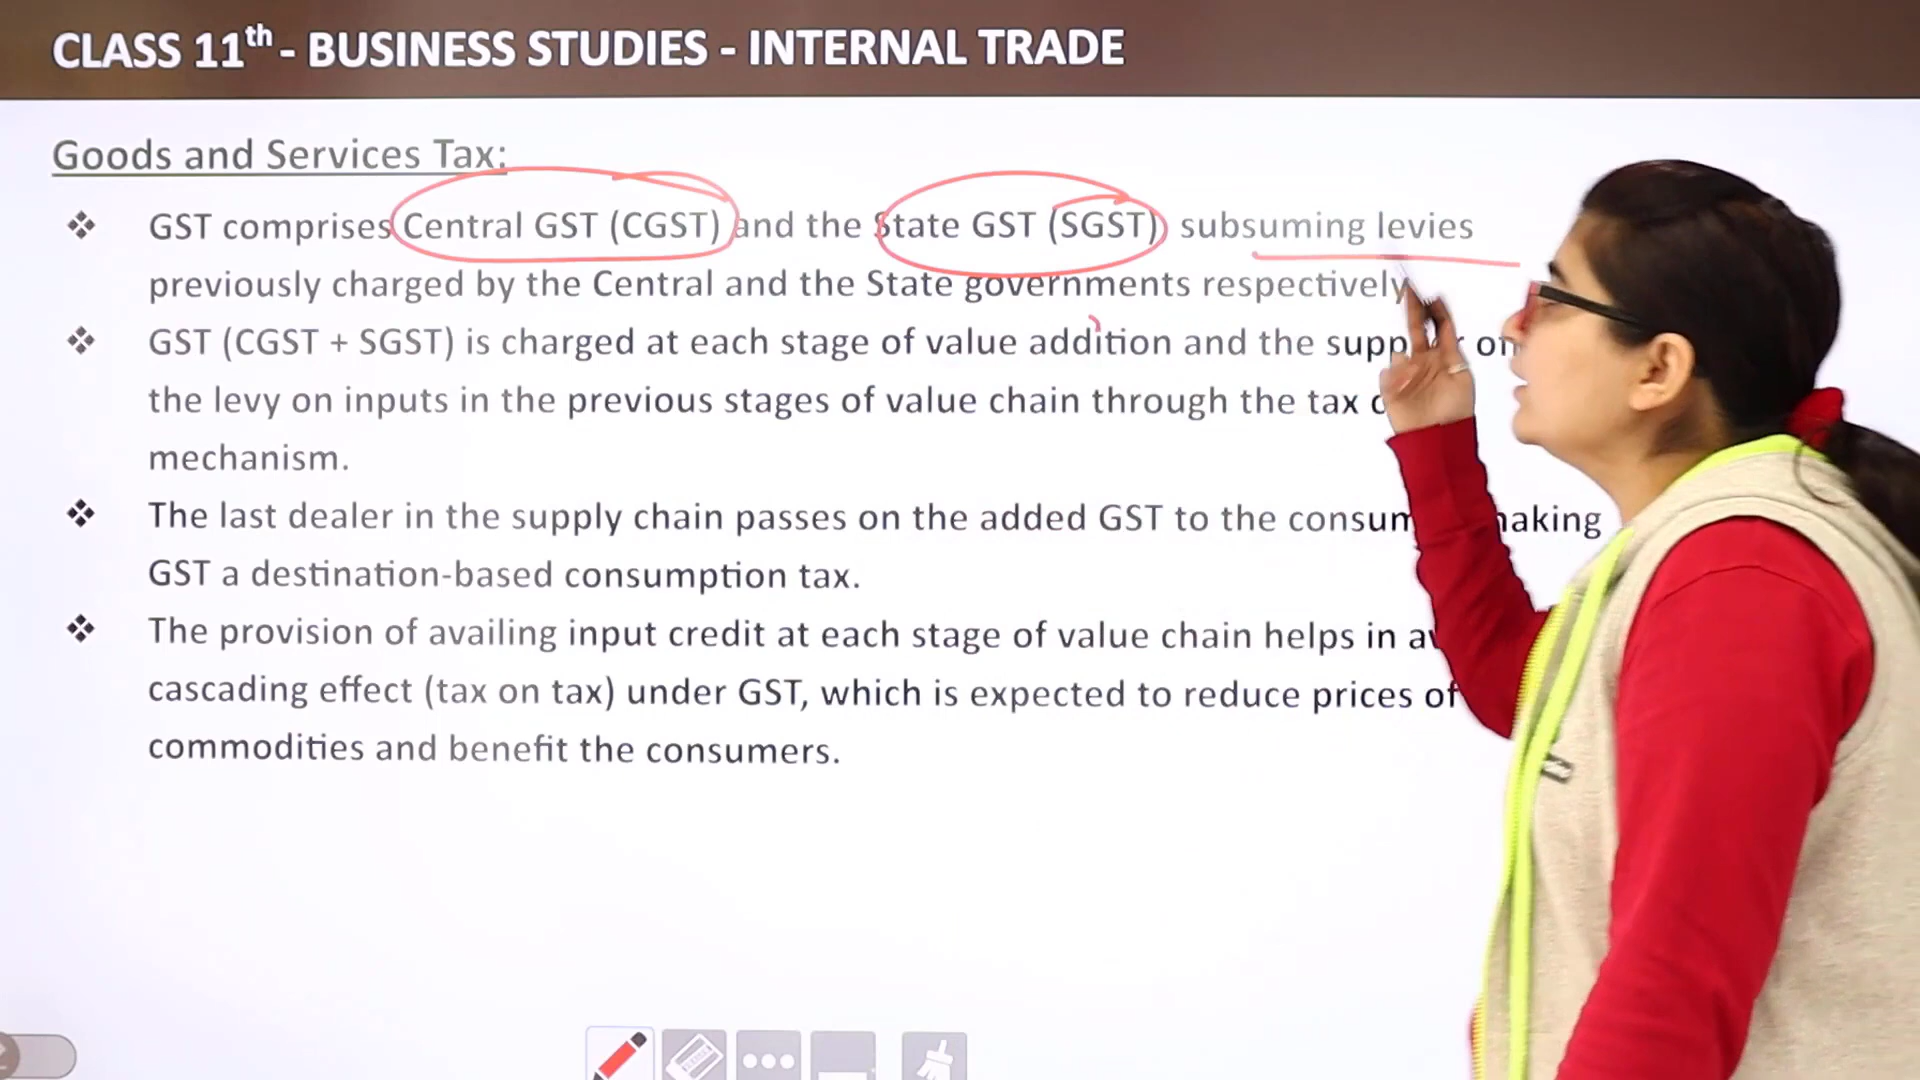 CLASS 11th - BUSINESS STUDIES - INTERNAL TRADE
Goods and Services Tax:
❖ GST comprises Central GST (CGST) and the State GST (SGST) subsuming levies
previously charged by the Central and the State governments respectively
❖ GST (CGST + SGST) is charged at each stage of value addition and the
the levy on inputs in the previous stages of value chain through the tax
mechanism.
❖ The last dealer in the supply chain passes on the added GST to the
GST a destination-based consumption tax.
❖ The provision of availing input credit at each stage of value chain helps in
cascading effect (tax on tax) under GST, which is expected to reduce prices of
commodities and benefit the consumers.